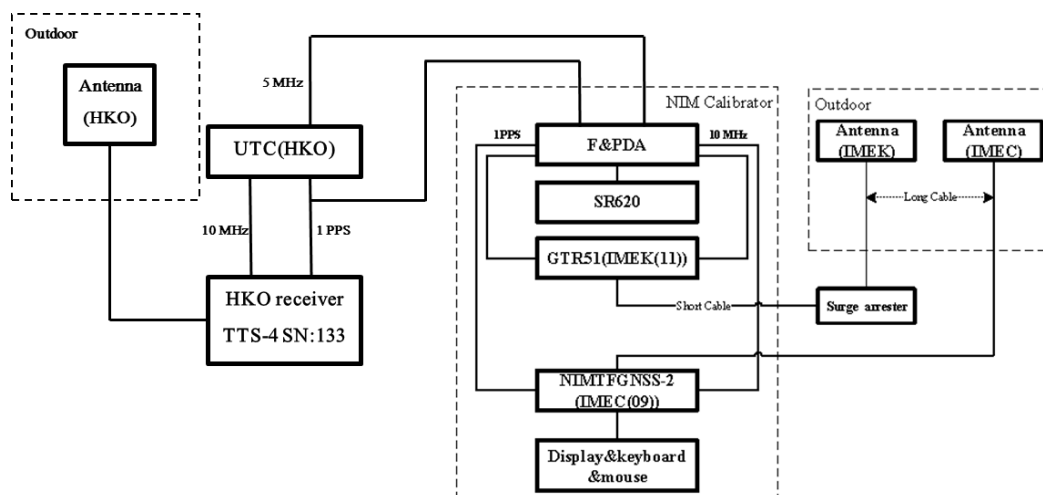 Outdoor
Antenna
(HKO)
5 MHz
UTC(HKO)
10 MHz
1 PPS
HKO receiver
TTS-4 SN:133
NIM Calibrator
1PPS
F&PDA
10 MHz
SR620
GTR51(IMEK(11))
Short Cable
NIMTFGNSS-2
(IMEC(09))
Display&keyboard
&mouse
Outdoor
Antenna
(IMEK)
Antenna
(IMEC)
Long Cable
Surge arrester